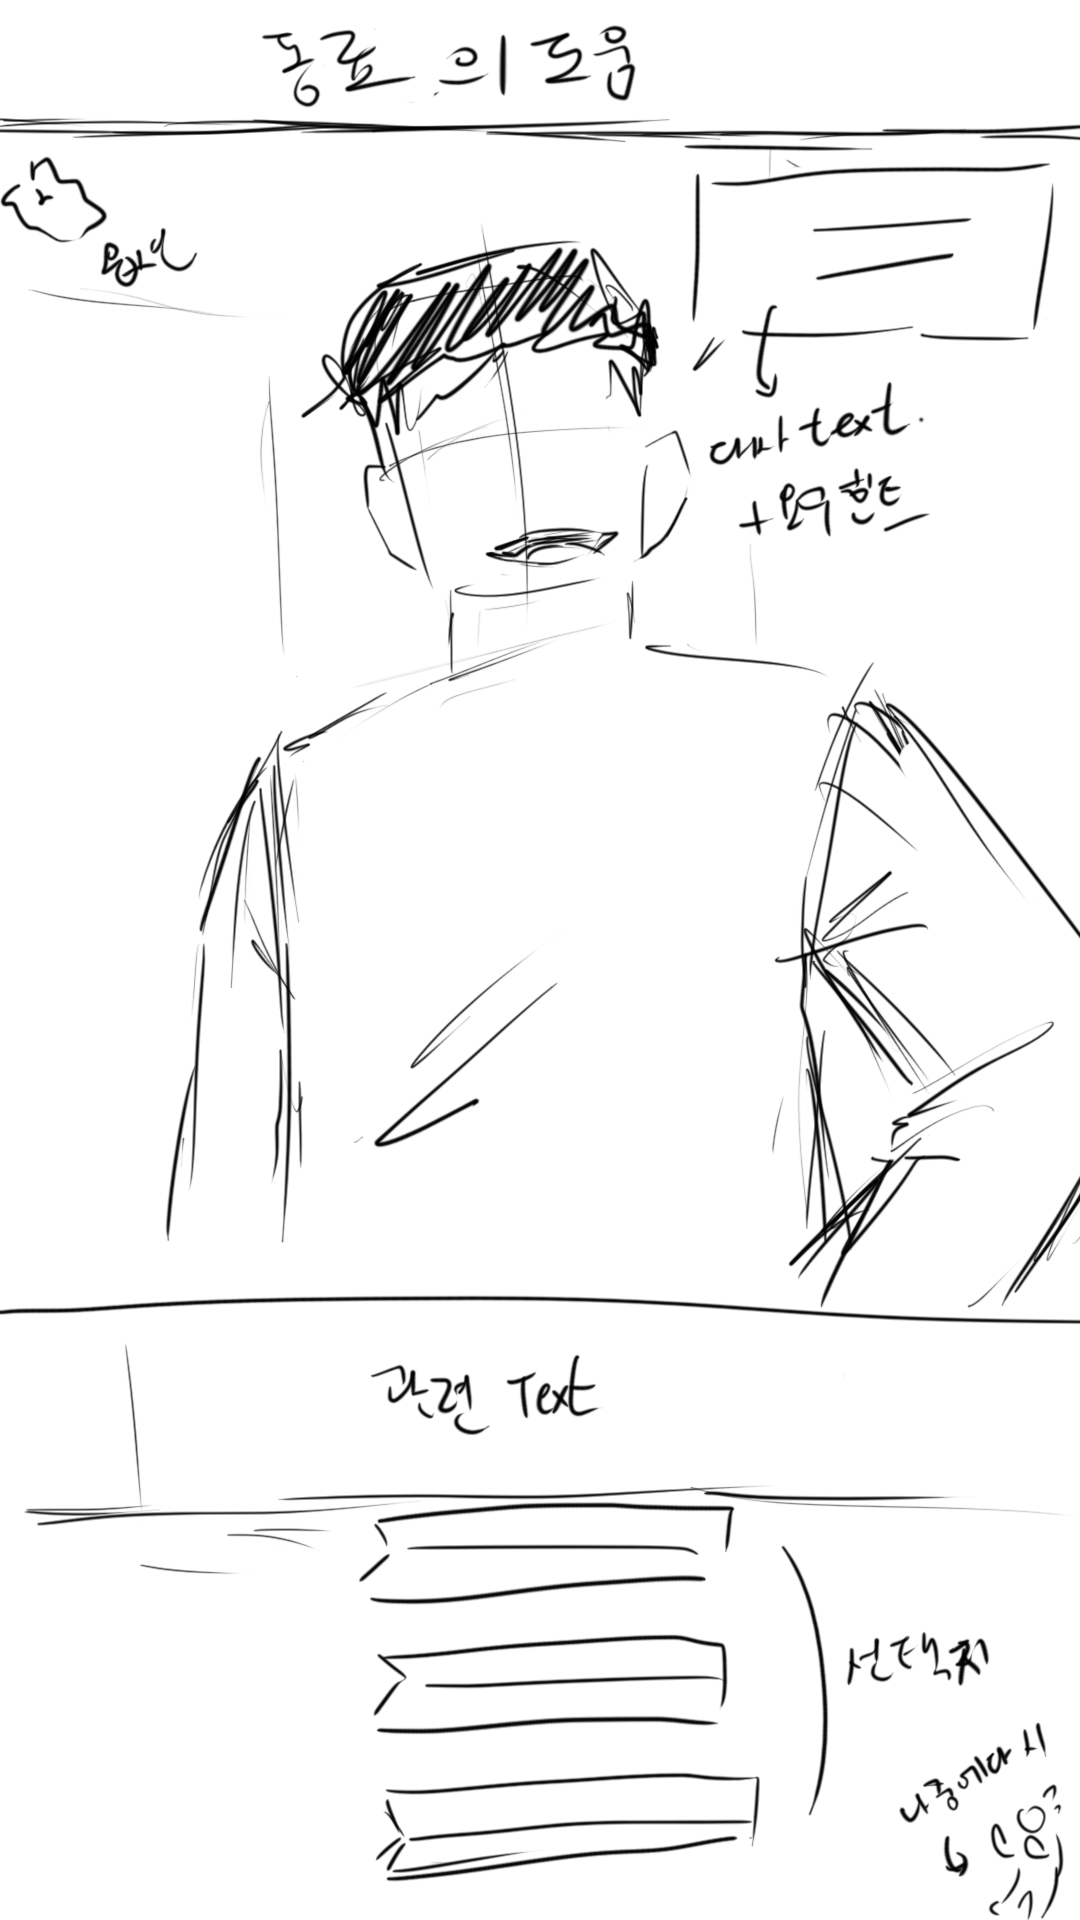 동료의 도움
대사 text.
+ 요구 힌트
관련 Text
선택지
나중에 다시